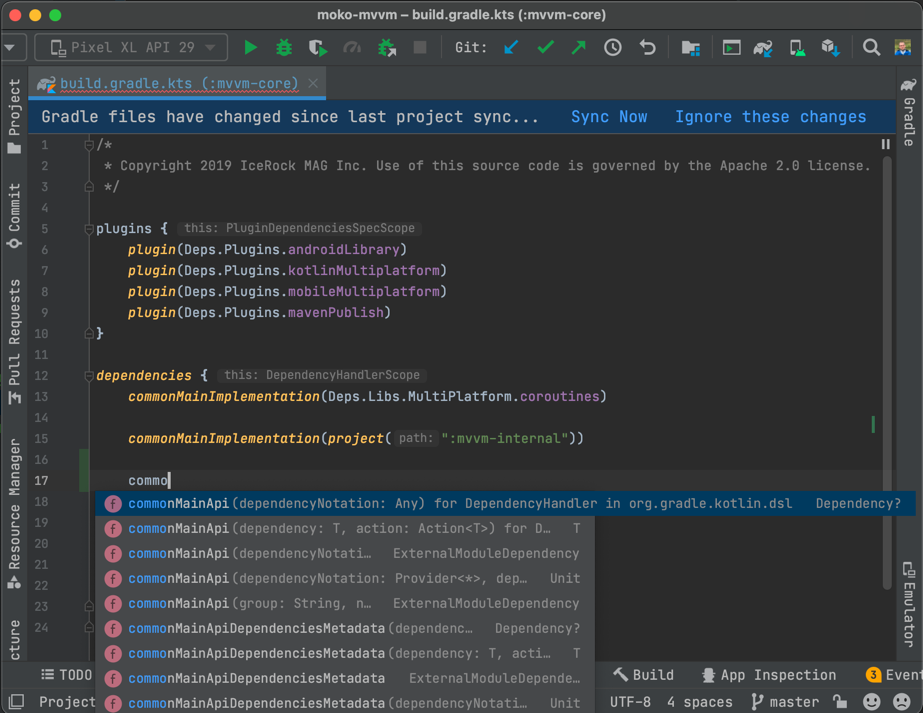 moko-mvvm – build.gradle.kts (:mvvm-core)
Pixel XL API 29
Git:
build.gradle.kts (:mvvm-core)
Gradle files have changed since last project sync... Sync Now Ignore these changes
Project
Commit
Pull Requests
Resource Manager
cture
Gradle
Emulator
1 /*
2 * Copyright 2019 IceRock MAG Inc. Use of this source code is governed by the Apache 2.0 license.
3 */
4
5 plugins { this: PluginDependenciesSpecScope
6 plugin(Deps.Plugins.androidLibrary)
7 plugin(Deps.Plugins.kotlinMultiplatform)
8 plugin(Deps.Plugins.mobileMultiplatform)
9 plugin(Deps.Plugins.mavenPublish)
10 }
11
12 dependencies { this: DependencyHandlerScope
13 commonMainImplementation(Deps.Libs.MultiPlatform.coroutines)
14
15 commonMainImplementation(project( path: ":mvvm-internal"))
16
17 commo
18
19
20
21
22
23
24
f commonMainApi(dependencyNotation: Any) for DependencyHandler in org.gradle.kotlin.dsl Dependency?
f commonMainApi(dependency: T, action: Action<T>) for D... T
f commonMainApi(dependencyNotati... ExternalModuleDependency
f commonMainApi(dependencyNotation: Provider<*>, dep... Unit
f commonMainApi(group: String, n... ExternalModuleDependency
f commonMainApiDependenciesMetadata(dependenc... Dependency?
f commonMainApiDependenciesMetadata(dependency: T, acti... T
f commonMainApiDependenciesMetadata ExternalModuleDepende...
f commonMainApiDependenciesMetadata(dependencyNotati... Unit
TODO
Build
App Inspection
3 Event
Project
UTF-8 4 spaces master